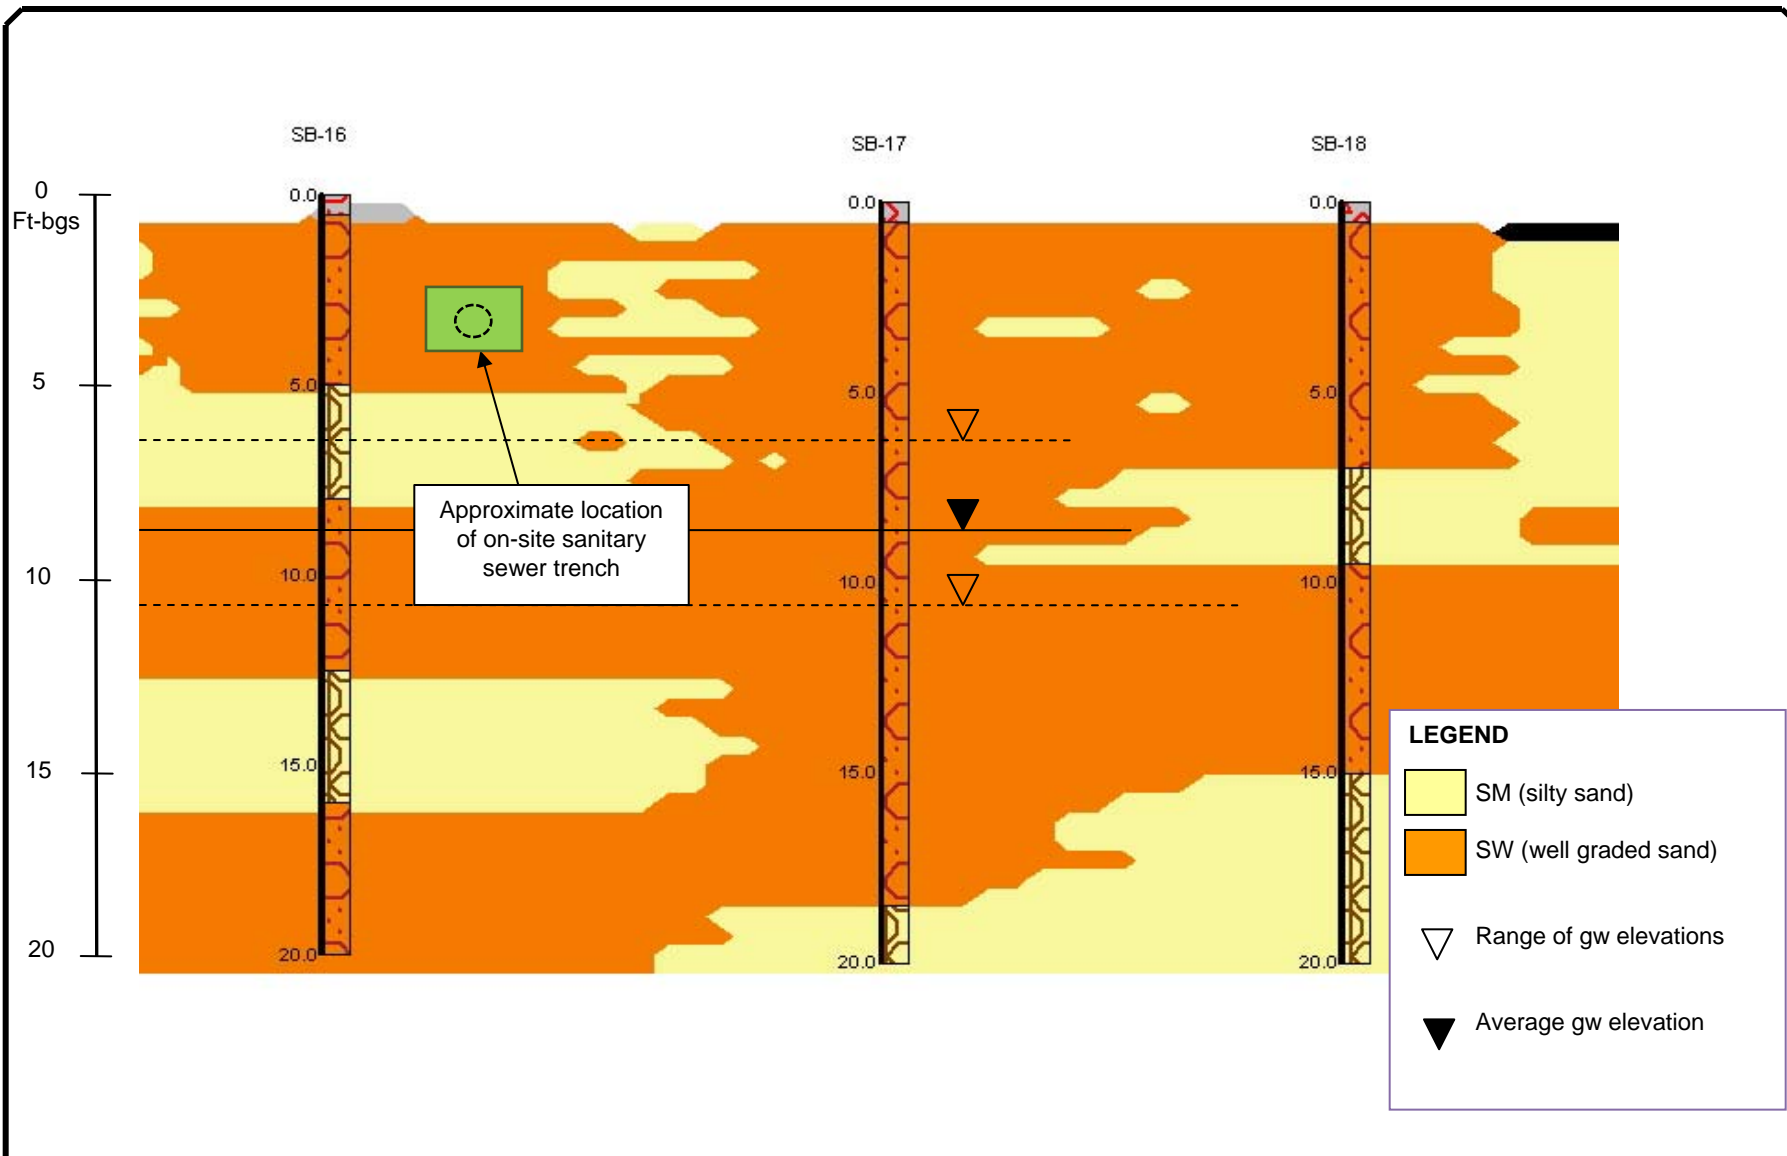 SB-16
SB-17
SB-18
0
Ft-bgs
5
10
15
20
0.0
5.0
10.0
15.0
20.0
0.0
5.0
10.0
15.0
20.0
0.0
5.0
10.0
15.0
20.0
Approximate location
of on-site sanitary
sewer trench
LEGEND
SM (silty sand)
SW (well graded sand)
Range of gw elevations
Average gw elevation